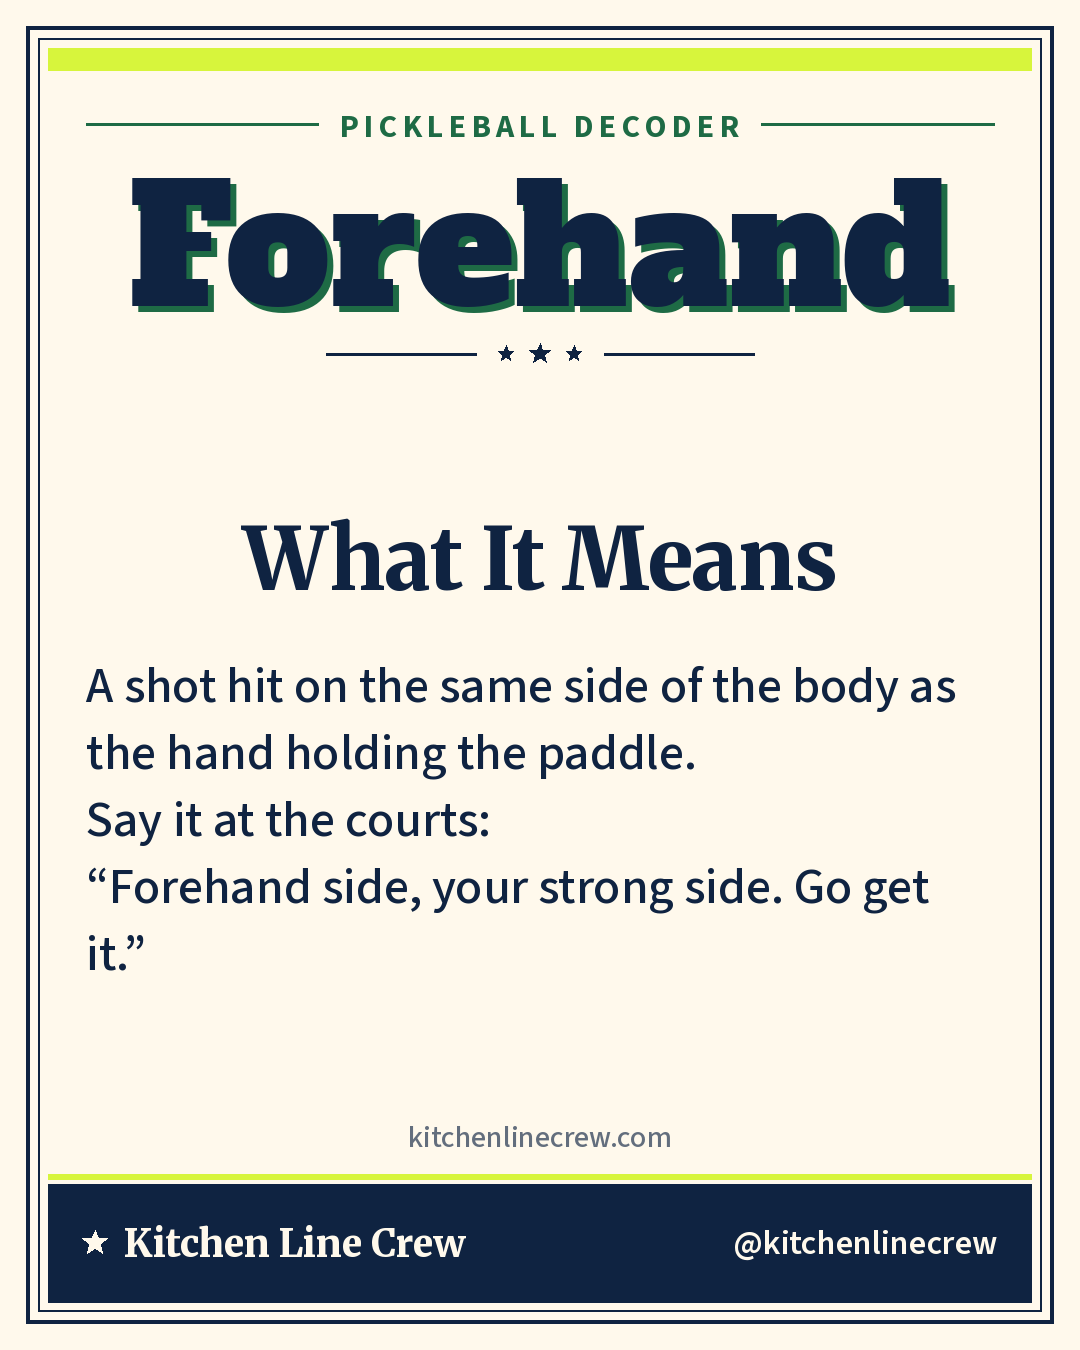 PICKLEBALL DECODER
Forehand
What It Means
A shot hit on the same side of the body as
the hand holding the paddle.
Say it at the courts:
“Forehand side, your strong side. Go get
it.”
kitchenlinecrew.com
Kitchen Line Crew
@kitchenlinecrew